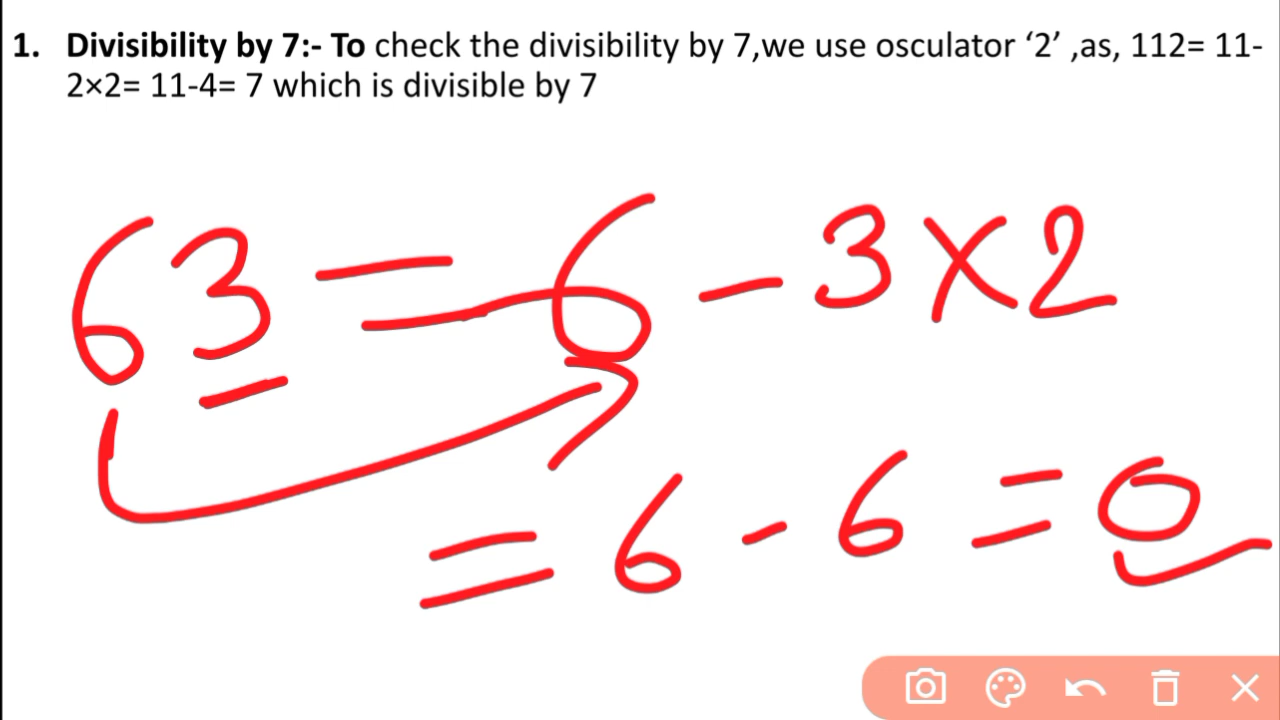 1. Divisibility by 7:- To check the divisibility by 7,we use osculator ‘2’ ,as, 112= 11-
2×2= 11-4= 7 which is divisible by 7
63 = 6 - 3 × 2
= 6 - 6 = 0